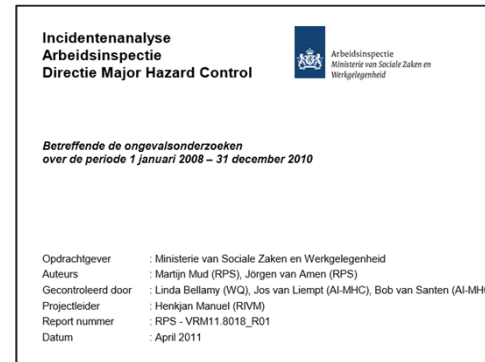 Incidentenanalyse
Arbeidsinspectie
Directie Major Hazard Control
Arbeidsinspectie
Ministerie van Sociale Zaken en
Werkgelegenheid
Betreffende de ongevalsonderzoeken
over de periode 1 januari 2008 – 31 december 2010
Opdrachtgever : Ministerie van Sociale Zaken en Werkgelegenheid
Auteurs : Martijn Mud (RPS), Jörgen van Amen (RPS)
Gecontroleerd door : Linda Bellamy (WQ), Jos van Liempt (AI-MHC), Bob van Santen (AI-MH
Projectleider : Henkjan Manuel (RIVM)
Report nummer : RPS - VRM11.8018_R01
Datum : April 2011